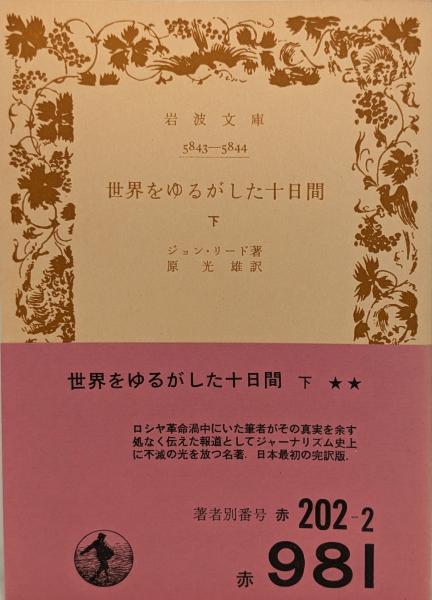 岩波文庫
5843—5844
世界をゆるがした十日間
下
ジョン・リード著
原 光雄訳
世界をゆるがした十日間 下 ★★
ロシヤ革命渦中にいた筆者がその真実を余す
処なく伝えた報道としてジャーナリズム史上
に不滅の光を放つ名著. 日本最初の完訳版.
著者別番号 赤 202-2
赤 981